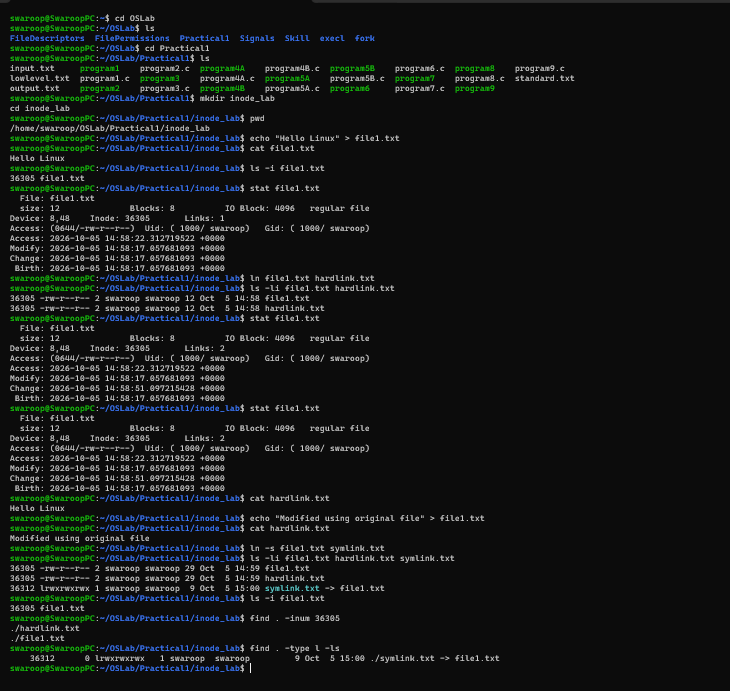 swaroop@SwaroopPC:~$ cd OSLab
swaroop@SwaroopPC:~/OSLab$ ls
FileDescriptors  FilePermissions  Practical1  Signals  Skill  execl  fork
swaroop@SwaroopPC:~/OSLab$ cd Practical1
swaroop@SwaroopPC:~/OSLab/Practical1$ ls
input.txt     program1    program2.c  program4A    program4B.c  program5B    program6.c  program8    program9.c
lowlevel.txt  program1.c  program3    program4A.c  program5A    program5B.c  program7    program8.c  standard.txt
output.txt    program2    program3.c  program4B    program5A.c  program6     program7.c  program9
swaroop@SwaroopPC:~/OSLab/Practical1$ mkdir inode_lab
cd inode_lab
swaroop@SwaroopPC:~/OSLab/Practical1/inode_lab$ pwd
/home/swaroop/OSLab/Practical1/inode_lab
swaroop@SwaroopPC:~/OSLab/Practical1/inode_lab$ echo "Hello Linux" > file1.txt
swaroop@SwaroopPC:~/OSLab/Practical1/inode_lab$ cat file1.txt
Hello Linux
swaroop@SwaroopPC:~/OSLab/Practical1/inode_lab$ ls -i file1.txt
36305 file1.txt
swaroop@SwaroopPC:~/OSLab/Practical1/inode_lab$ stat file1.txt
  File: file1.txt
  size: 12              Blocks: 8          IO Block: 4096   regular file
Device: 8,48    Inode: 36305       Links: 1
Access: (0644/-rw-r--r--)  Uid: ( 1000/ swaroop)   Gid: ( 1000/ swaroop)
Access: 2026-10-05 14:58:22.312719522 +0000
Modify: 2026-10-05 14:58:17.057681093 +0000
Change: 2026-10-05 14:58:17.057681093 +0000
 Birth: 2026-10-05 14:58:17.057681093 +0000
swaroop@SwaroopPC:~/OSLab/Practical1/inode_lab$ ln file1.txt hardlink.txt
swaroop@SwaroopPC:~/OSLab/Practical1/inode_lab$ ls -li file1.txt hardlink.txt
36305 -rw-r--r-- 2 swaroop swaroop 12 Oct  5 14:58 file1.txt
36305 -rw-r--r-- 2 swaroop swaroop 12 Oct  5 14:58 hardlink.txt
swaroop@SwaroopPC:~/OSLab/Practical1/inode_lab$ stat file1.txt
  File: file1.txt
  size: 12              Blocks: 8          IO Block: 4096   regular file
Device: 8,48    Inode: 36305       Links: 2
Access: (0644/-rw-r--r--)  Uid: ( 1000/ swaroop)   Gid: ( 1000/ swaroop)
Access: 2026-10-05 14:58:22.312719522 +0000
Modify: 2026-10-05 14:58:17.057681093 +0000
Change: 2026-10-05 14:58:51.097215428 +0000
 Birth: 2026-10-05 14:58:17.057681093 +0000
swaroop@SwaroopPC:~/OSLab/Practical1/inode_lab$ stat file1.txt
  File: file1.txt
  size: 12              Blocks: 8          IO Block: 4096   regular file
Device: 8,48    Inode: 36305       Links: 2
Access: (0644/-rw-r--r--)  Uid: ( 1000/ swaroop)   Gid: ( 1000/ swaroop)
Access: 2026-10-05 14:58:22.312719522 +0000
Modify: 2026-10-05 14:58:17.057681093 +0000
Change: 2026-10-05 14:58:51.097215428 +0000
 Birth: 2026-10-05 14:58:17.057681093 +0000
swaroop@SwaroopPC:~/OSLab/Practical1/inode_lab$ cat hardlink.txt
Hello Linux
swaroop@SwaroopPC:~/OSLab/Practical1/inode_lab$ echo "Modified using original file" > file1.txt
swaroop@SwaroopPC:~/OSLab/Practical1/inode_lab$ cat hardlink.txt
Modified using original file
swaroop@SwaroopPC:~/OSLab/Practical1/inode_lab$ ln -s file1.txt symlink.txt
swaroop@SwaroopPC:~/OSLab/Practical1/inode_lab$ ls -li file1.txt hardlink.txt symlink.txt
36305 -rw-r--r-- 2 swaroop swaroop 29 Oct  5 14:59 file1.txt
36305 -rw-r--r-- 2 swaroop swaroop 29 Oct  5 14:59 hardlink.txt
36312 lrwxrwxrwx 1 swaroop swaroop  9 Oct  5 15:00 symlink.txt -> file1.txt
swaroop@SwaroopPC:~/OSLab/Practical1/inode_lab$ ls -i file1.txt
36305 file1.txt
swaroop@SwaroopPC:~/OSLab/Practical1/inode_lab$ find . -inum 36305
./hardlink.txt
./file1.txt
swaroop@SwaroopPC:~/OSLab/Practical1/inode_lab$ find . -type l -ls
    36312      0 lrwxrwxrwx   1 swaroop  swaroop         9 Oct  5 15:00 ./symlink.txt -> file1.txt
swaroop@SwaroopPC:~/OSLab/Practical1/inode_lab$